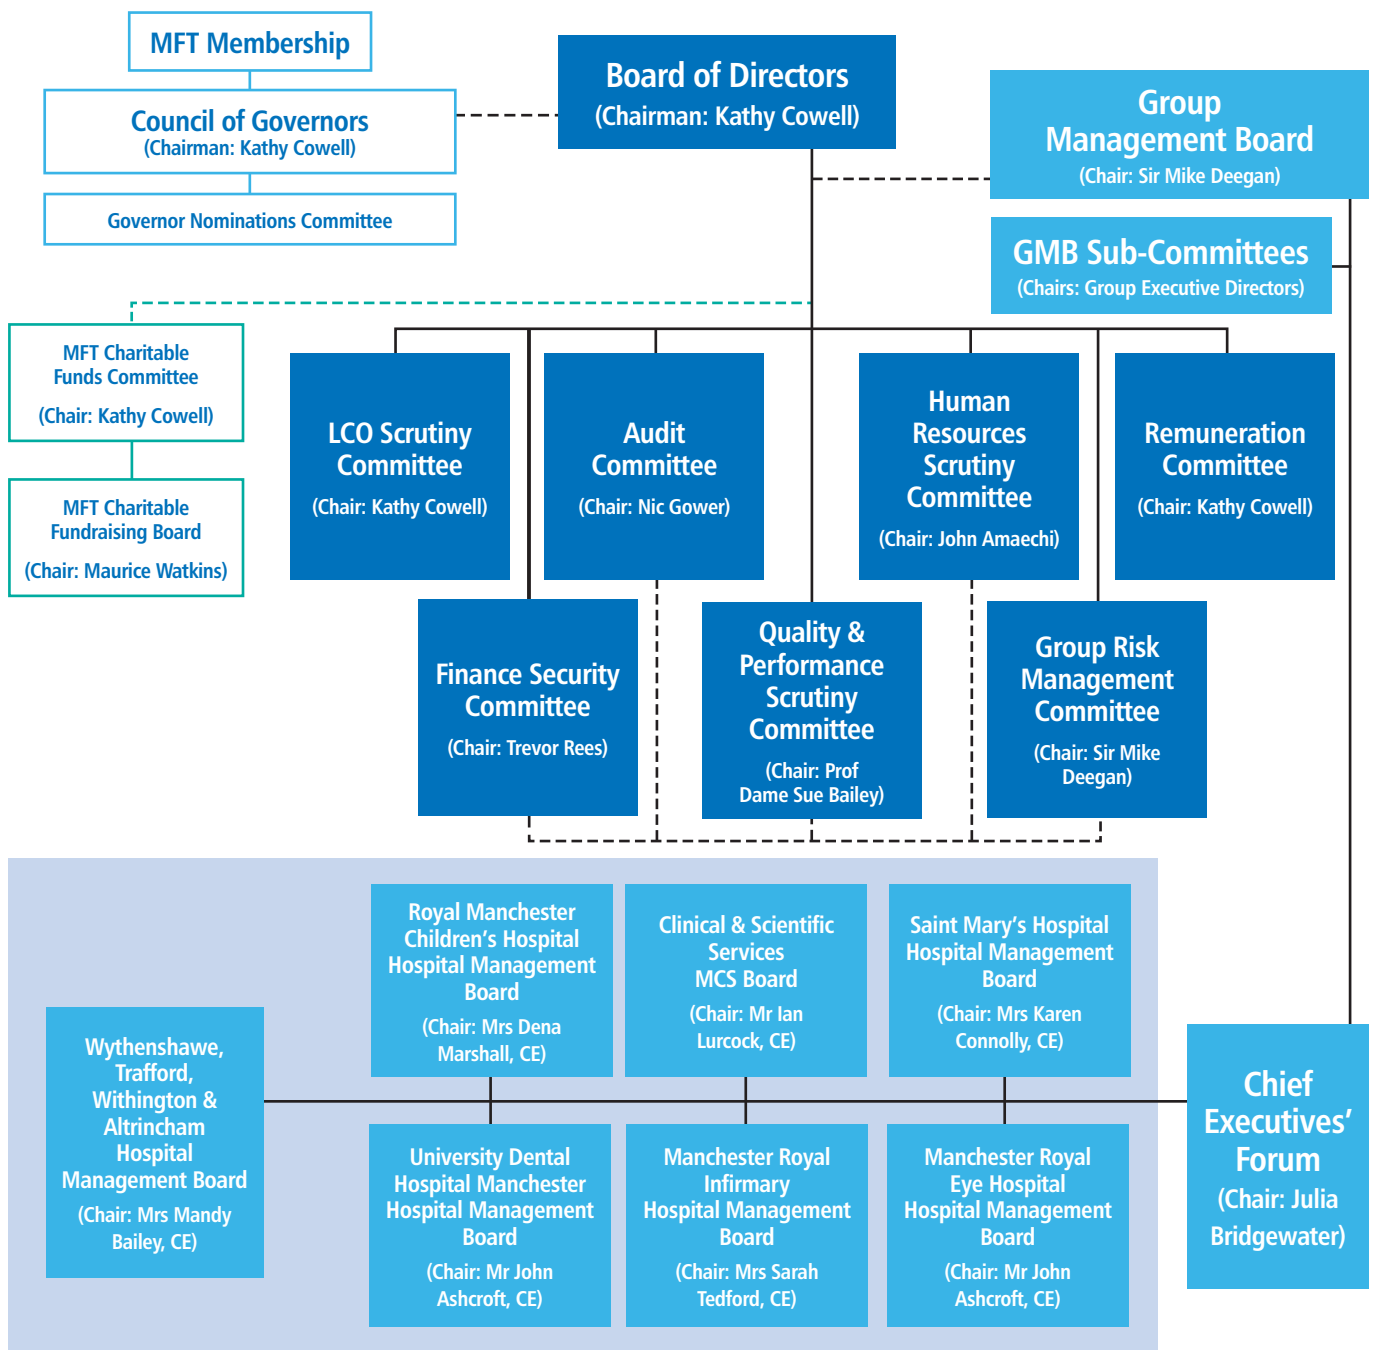 MFT Membership
Council of Governors
(Chairman: Kathy Cowell)
Governor Nominations Committee
Board of Directors
(Chairman: Kathy Cowell)
Group
Management Board
(Chair: Sir Mike Deegan)
GMB Sub-Committees
(Chairs: Group Executive Directors)
MFT Charitable
Funds Committee
(Chair: Kathy Cowell)
MFT Charitable
Fundraising Board
(Chair: Maurice Watkins)
LCO Scrutiny
Committee
(Chair: Kathy Cowell)
Audit
Committee
(Chair: Nic Gower)
Human
Resources
Scrutiny
Committee
(Chair: John Amaechi)
Remuneration
Committee
(Chair: Kathy Cowell)
Finance Security
Committee
(Chair: Trevor Rees)
Quality &
Performance
Scrutiny
Committee
(Chair: Prof
Dame Sue Bailey)
Group Risk
Management
Committee
(Chair: Sir Mike
Deegan)
Royal Manchester
Children’s Hospital
Hospital Management
Board
(Chair: Mrs Dena
Marshall, CE)
Clinical & Scientific
Services
MCS Board
(Chair: Mr Ian
Lurcock, CE)
Saint Mary’s Hospital
Hospital Management
Board
(Chair: Mrs Karen
Connolly, CE)
Wythenshawe,
Trafford,
Withington &
Altrincham
Hospital
Management Board
(Chair: Mrs Mandy
Bailey, CE)
University Dental
Hospital Manchester
Hospital Management
Board
(Chair: Mr John
Ashcroft, CE)
Manchester Royal
Infirmary
Hospital Management
Board
(Chair: Mrs Sarah
Tedford, CE)
Manchester Royal
Eye Hospital
Hospital Management
Board
(Chair: Mr John
Ashcroft, CE)
Chief
Executives’
Forum
(Chair: Julia
Bridgewater)